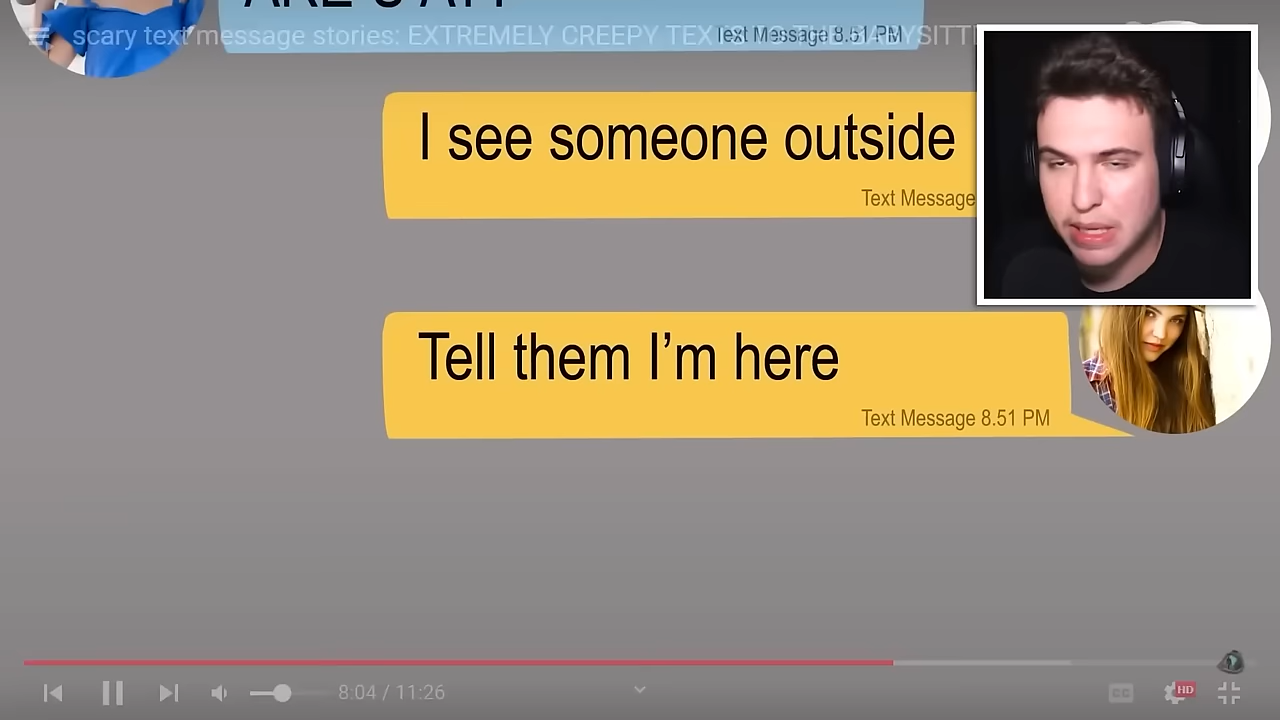 scary text message stories: EXTREMELY CREEPY
Text Message 8.51 PM
I see someone outside
Text Message
Tell them I’m here
Text Message 8.51 PM
8:04 / 11:26
CC
HD